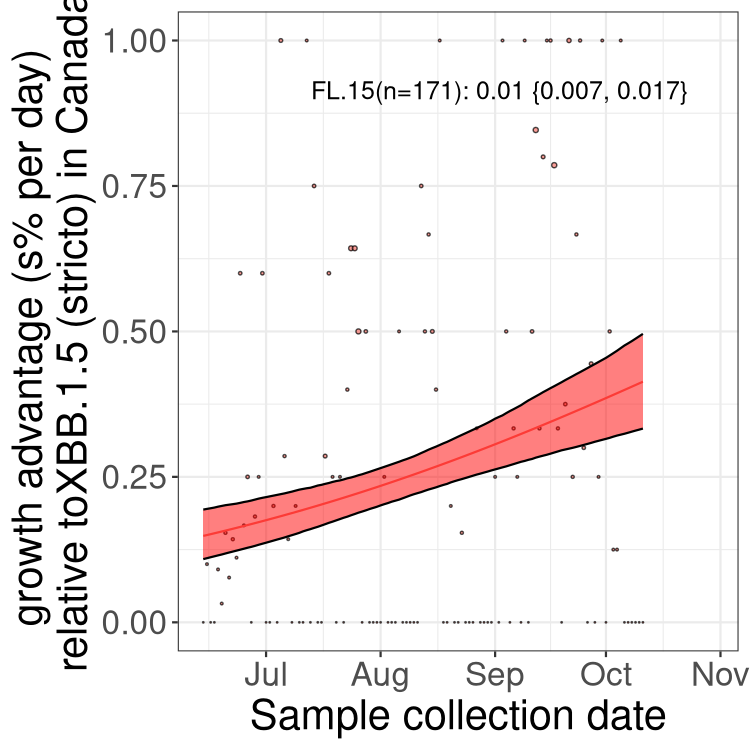 growth advantage (s% per day)
relative toXBB.1.5 (stricto) in Canada
1.00
0.75
0.50
0.25
0.00
FL.15(n=171): 0.01 {0.007, 0.017}
Jul Aug Sep Oct Nov
Sample collection date